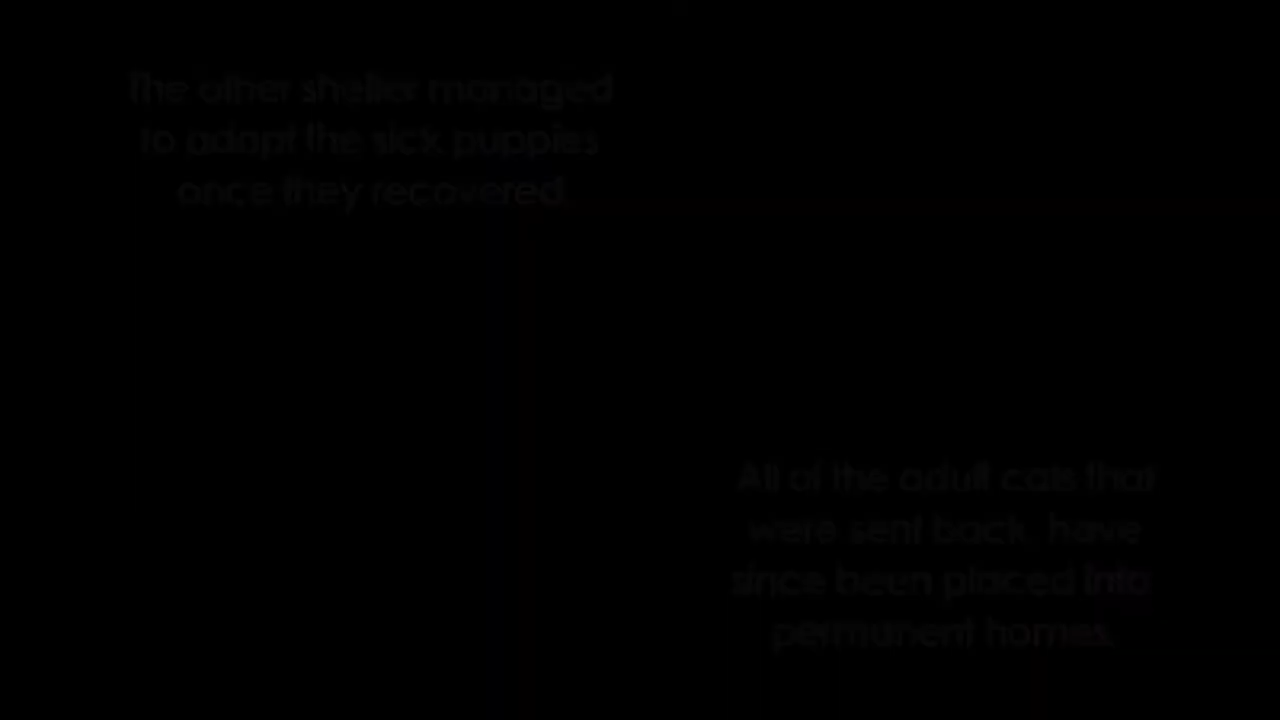 The other shelter managed
to adopt the sick puppies
once they recovered.
All of the adult cats that
were sent back, have
since been placed into
permanent homes.